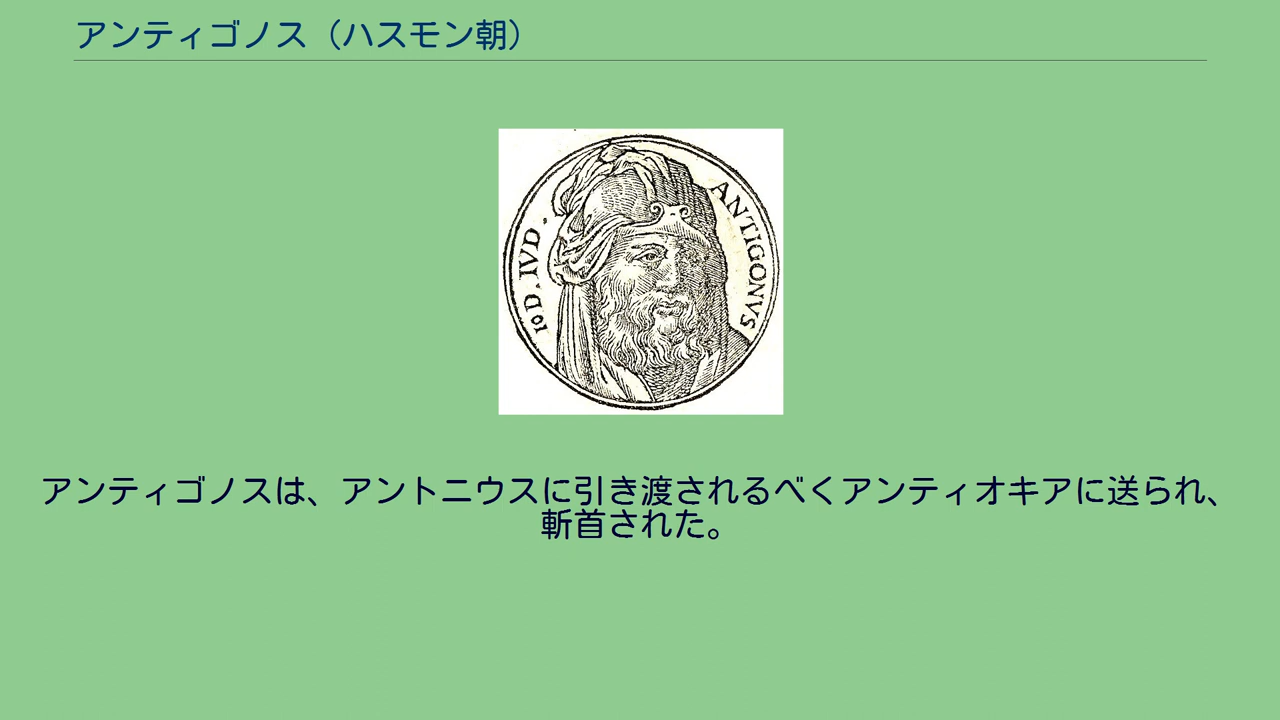 アンティゴノス（ハスモン朝）
IOD. IVD.
ANTIGONVS
アンティゴノスは、アントニウスに引き渡されるべくアンティオキアに送られ、
斬首された。